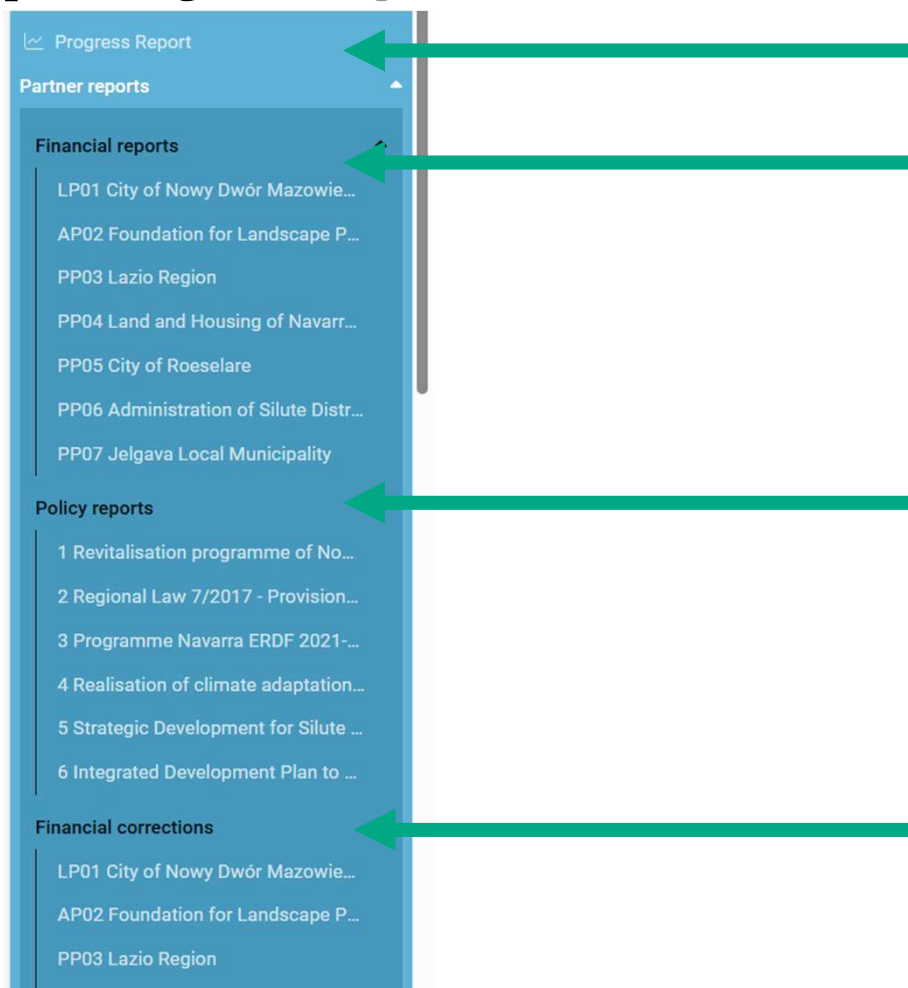 Progress Report
Partner reports
Financial reports
LP01 City of Nowy Dwór Mazowie...
AP02 Foundation for Landscape P...
PP03 Lazio Region
PP04 Land and Housing of Navarr...
PP05 City of Roeselare
PP06 Administration of Silute Distr...
PP07 Jelgava Local Municipality
Policy reports
1 Revitalisation programme of No...
2 Regional Law 7/2017 - Provision...
3 Programme Navarra ERDF 2021-...
4 Realisation of climate adaptation...
5 Strategic Development for Silute ...
6 Integrated Development Plan to ...
Financial corrections
LP01 City of Nowy Dwór Mazowie...
AP02 Foundation for Landscape P...
PP03 Lazio Region